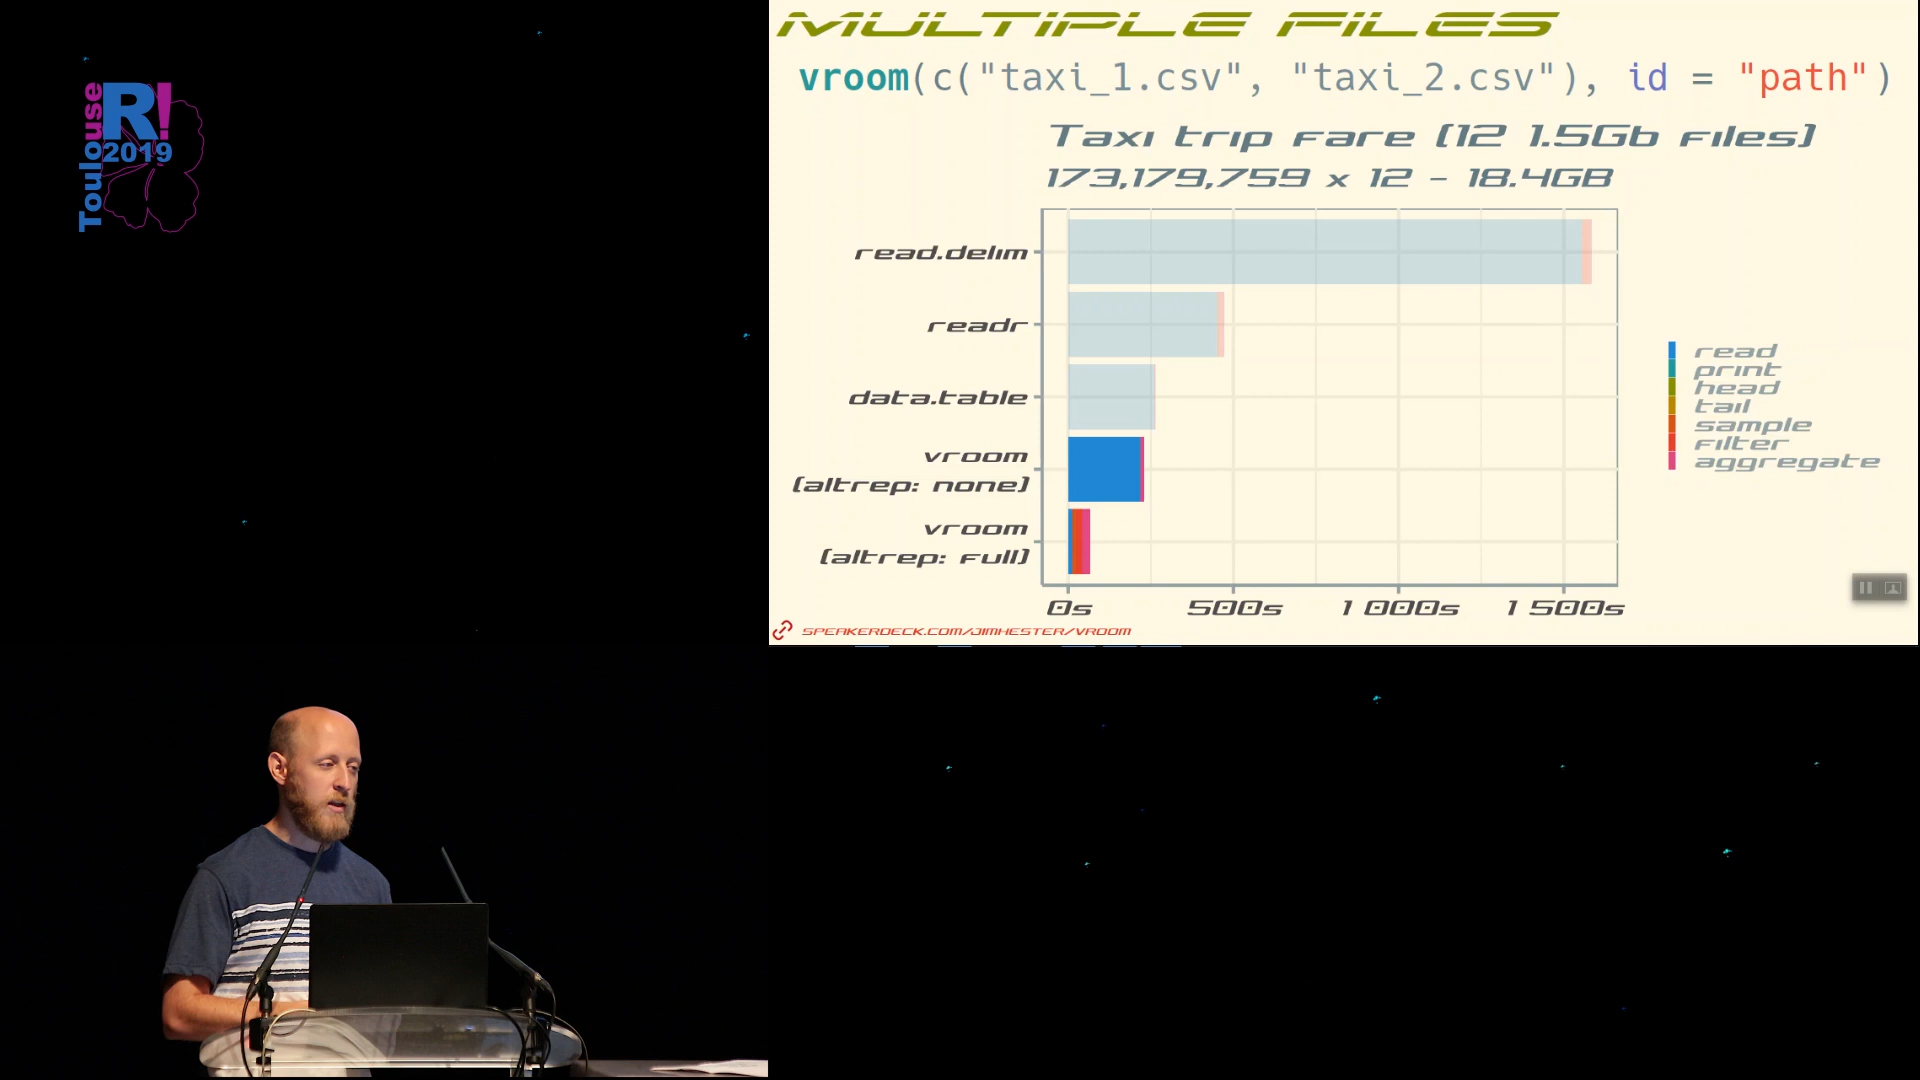 Toulouse
R!
2019
MULTIPLE FILES
vroom(c("taxi_1.csv", "taxi_2.csv"), id = "path")
Taxi trip fare (12 1.5Gb files)
173,179,759 x 12 - 18.4GB
read.delim
readr
data.table
vroom
(altrep: none)
vroom
(altrep: full)
0s 500s 1 000s 1 500s
read
print
head
tail
sample
filter
aggregate
SPEAKERDECK.COM/JIMHESTER/VROOM